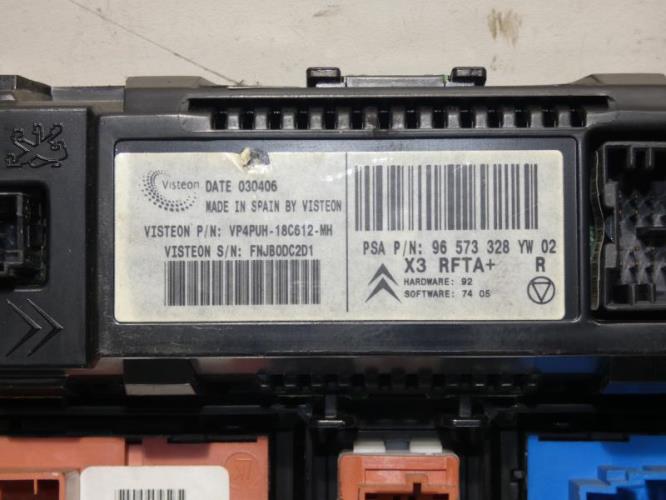 Visteon DATE 030406
MADE IN SPAIN BY VISTEON
VISTEON P/N: VP4PUH-18C612-MH
VISTEON S/N: FNJB0DC2D1
PSA P/N: 96 573 328 YW 02
X3 RFTA+ R
HARDWARE: 92
SOFTWARE: 74 05